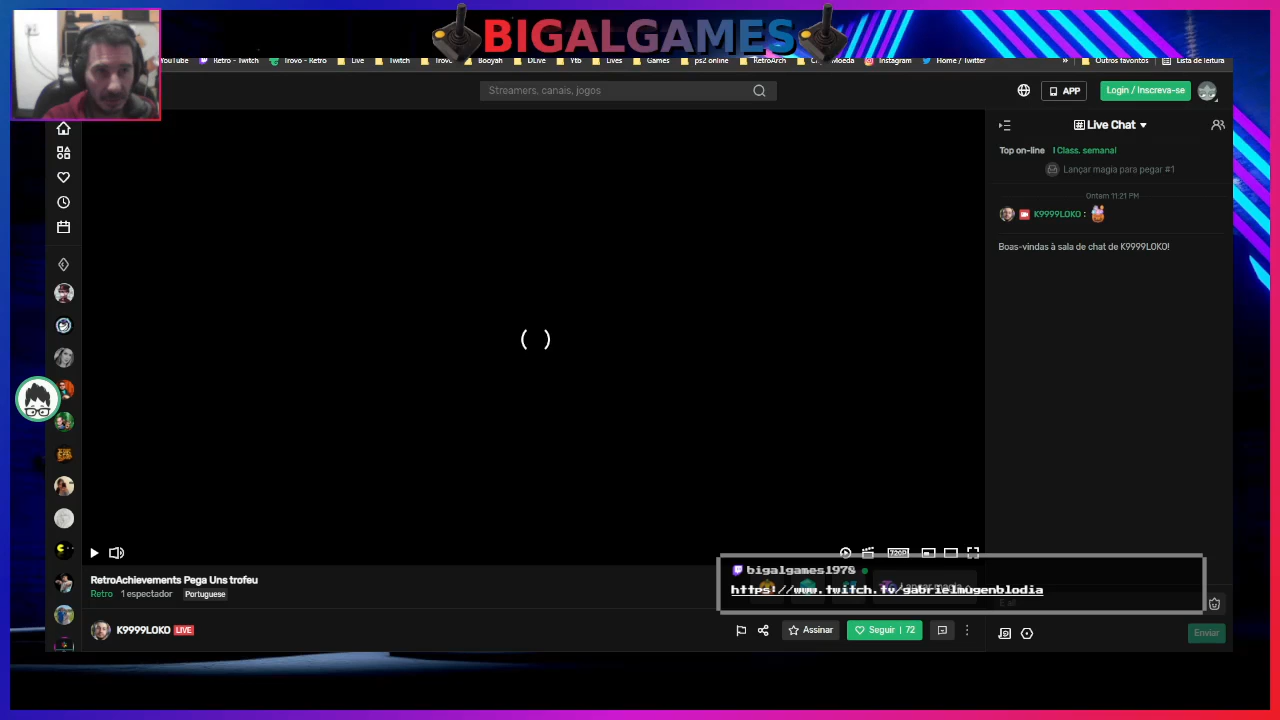 BIGALGAMES
YouTube Retro - Twitch Trovo - Retro Live Twitch Trovo Booyah DLive Ytb Lives Games ps2 online RetroArch Moeda Instagram Home / Twitter » Outros favoritos Lista de leitura
Streamers, canais, jogos
APP
Login / Inscreva-se
Live Chat
Top on-line | Class. semanal
Lançar magia para pegar #1
Ontem 11:21 PM
K9999LOKO :
Boas-vindas à sala de chat de K9999LOKO!
720P
RetroAchievements Pega Uns trofeu
Retro 1 espectador Portuguese
bigalgames1978
https://www.twitch.tv/gabrielmugenblodia
K9999LOKO LIVE
Assinar
Seguir | 72
Enviar